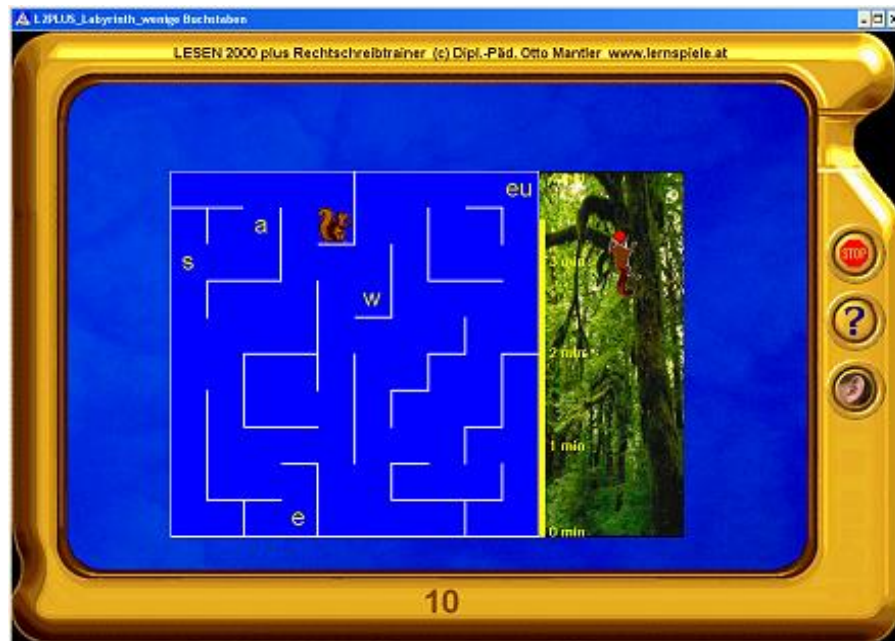 L2PLUS_Labyrinth_wenige Buchstaben
LESEN 2000 plus Rechtschreibtrainer (c) Dipl.-Päd. Otto Mantler www.lernspiele.at
eu
a
s
w
e
3 min
2 min
1 min
0 min
STOP
?
10